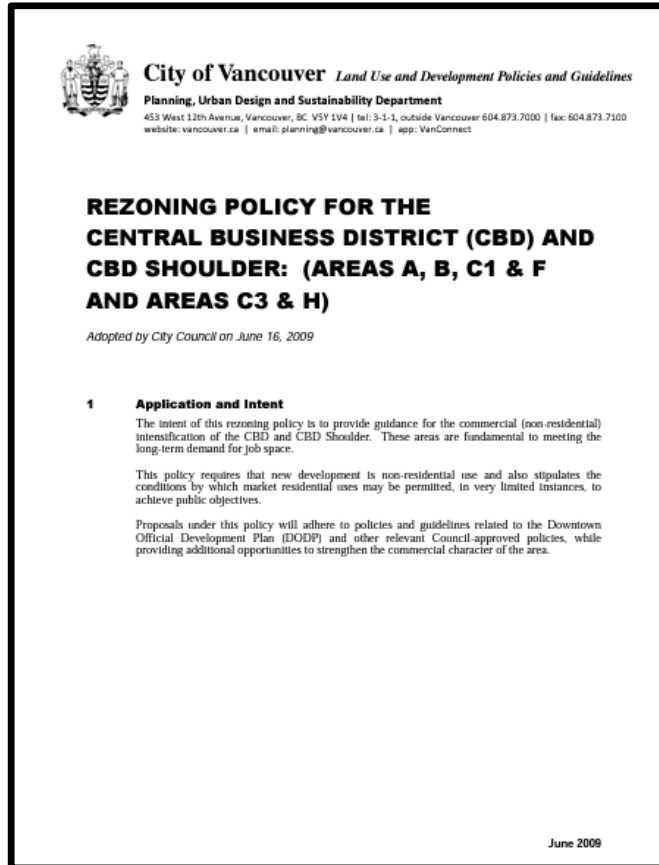 City of Vancouver Land Use and Development Policies and Guidelines
Planning, Urban Design and Sustainability Department
453 West 12th Avenue, Vancouver, BC V5Y 1V4 | tel: 3-1-1, outside Vancouver 604.873.7000 | fax: 604.873.7100
website: vancouver.ca | email: planning@vancouver.ca | app: VanConnect
REZONING POLICY FOR THE
CENTRAL BUSINESS DISTRICT (CBD) AND
CBD SHOULDER: (AREAS A, B, C1 & F
AND AREAS C3 & H)
Adopted by City Council on June 16, 2009
1 Application and Intent
The intent of this rezoning policy is to provide guidance for the commercial (non-residential)
intensification of the CBD and CBD Shoulder. These areas are fundamental to meeting the
long-term demand for job space.
This policy requires that new development is non-residential use and also stipulates the
conditions by which market residential uses may be permitted, in very limited instances, to
achieve public objectives.
Proposals under this policy will adhere to policies and guidelines related to the Downtown
Official Development Plan (DODP) and other relevant Council-approved policies, while
providing additional opportunities to strengthen the commercial character of the area.
June 2009